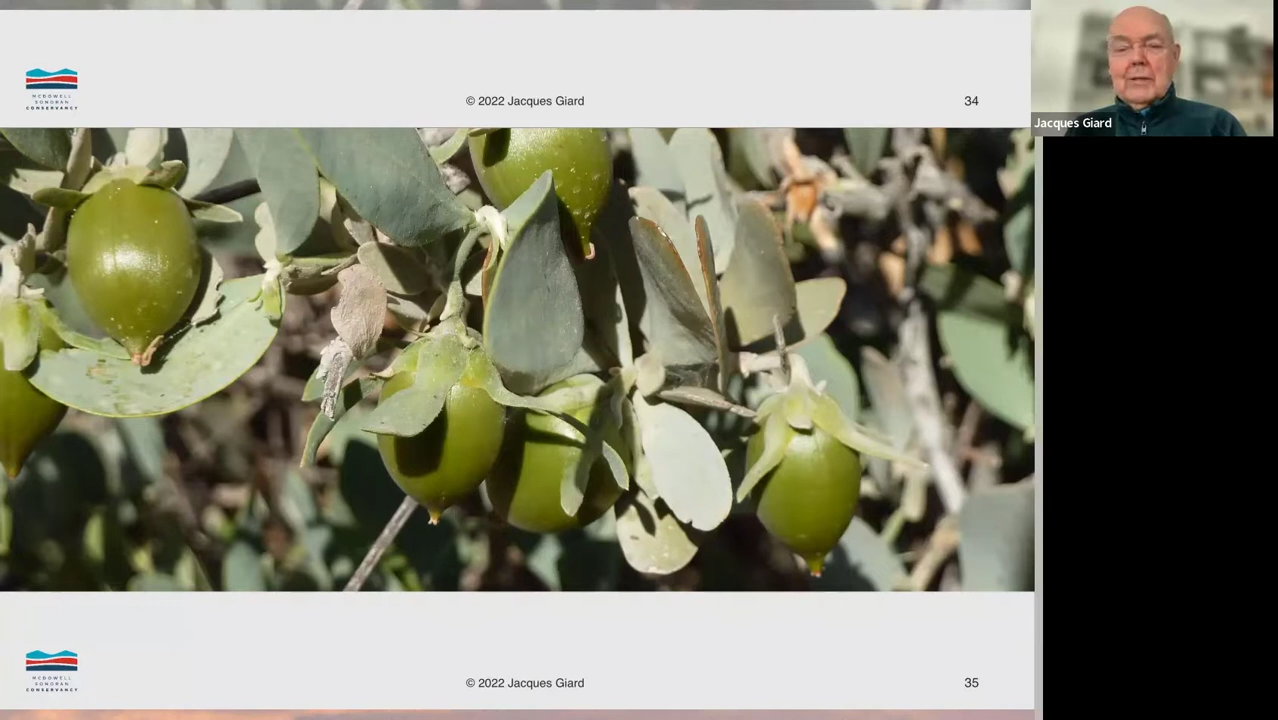 MCDOWELL
SONORAN
CONSERVANCY
© 2022 Jacques Giard
34
Jacques Giard
MCDOWELL
SONORAN
CONSERVANCY
© 2022 Jacques Giard
35